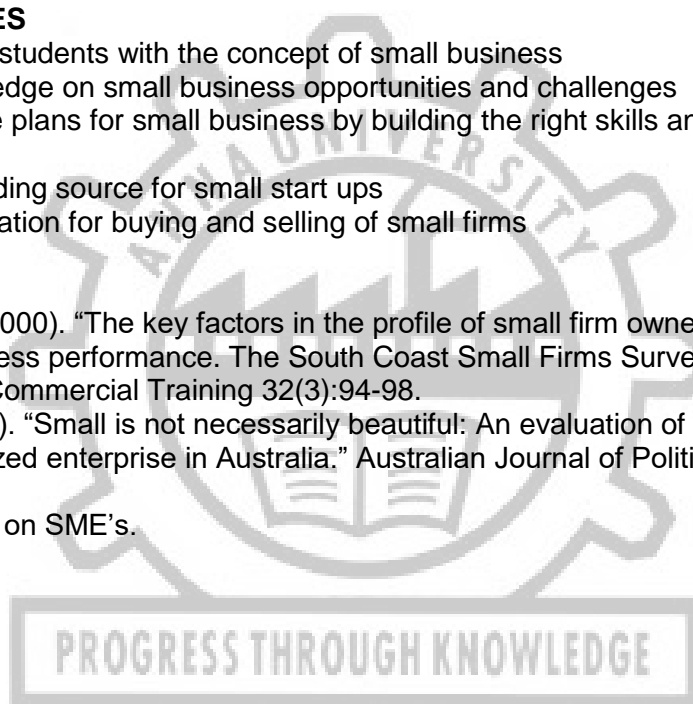 ES
students with the concept of small business
edge on small business opportunities and challenges
plans for small business by building the right skills
ding source for small start ups
ation for buying and selling of small firms
000). “The key factors in the profile of small firm
ess performance. The South Coast Small Firms
Commercial Training 32(3):94-98.
). “Small is not necessarily beautiful: An evaluation of
zed enterprise in Australia.” Australian Journal of
on SME’s.
ANNA UNIVERSITY
PROGRESS THROUGH KNOWLEDGE